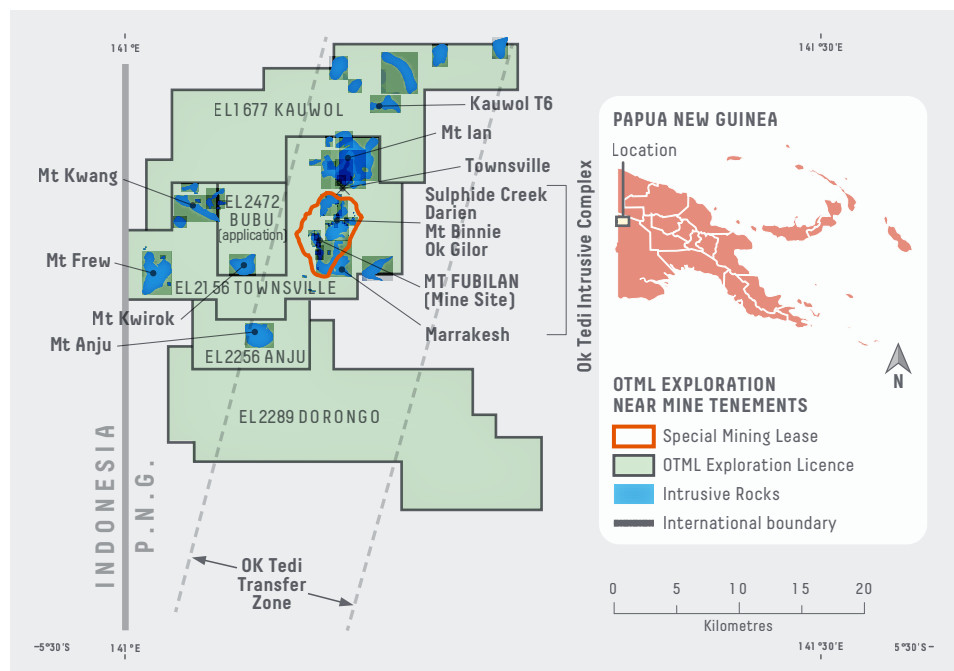 141°E
141°30'E
EL1677 KAUWOL
Kauwol T6
Mt Ian
Townsville
Mt Kwang
Sulphide Creek
Darien
Mt Binnie
Ok Gilor
EL2472
BUBU
(application)
Mt Frew
MT FUBILAN
(Mine Site)
EL2156 TOWNSVILLE
Mt Kwirok
Marrakesh
Mt Anju
EL2256 ANJU
Ok Tedi Intrusive Complex
EL2289 DORONGO
INDONESIA
P.N.G.
OK Tedi
Transfer
Zone
PAPUA NEW GUINEA
Location
N
OTML EXPLORATION
NEAR MINE TENEMENTS
Special Mining Lease
OTML Exploration Licence
Intrusive Rocks
International boundary
0 5 10 15 20
Kilometres
–5°30'S
141°E
141°30'E
5°30'S–